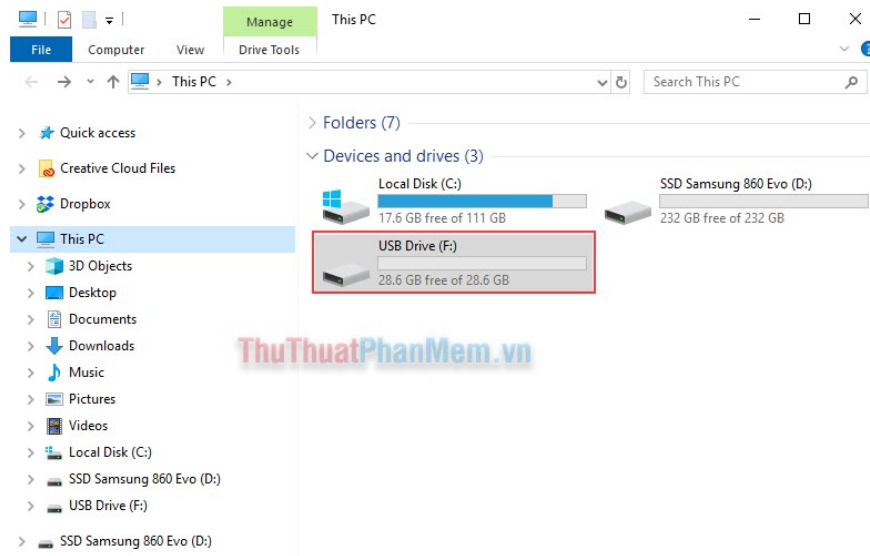 Manage
This PC
File
Computer
View
Drive Tools
This PC
Search This PC
Quick access
Creative Cloud Files
Dropbox
This PC
3D Objects
Desktop
Documents
Downloads
Music
Pictures
Videos
Local Disk (C:)
SSD Samsung 860 Evo (D:)
USB Drive (F:)
SSD Samsung 860 Evo (D:)
Folders (7)
Devices and drives (3)
Local Disk (C:)
17.6 GB free of 111 GB
SSD Samsung 860 Evo (D:)
232 GB free of 232 GB
USB Drive (F:)
28.6 GB free of 28.6 GB
ThuThuatPhanMem.vn